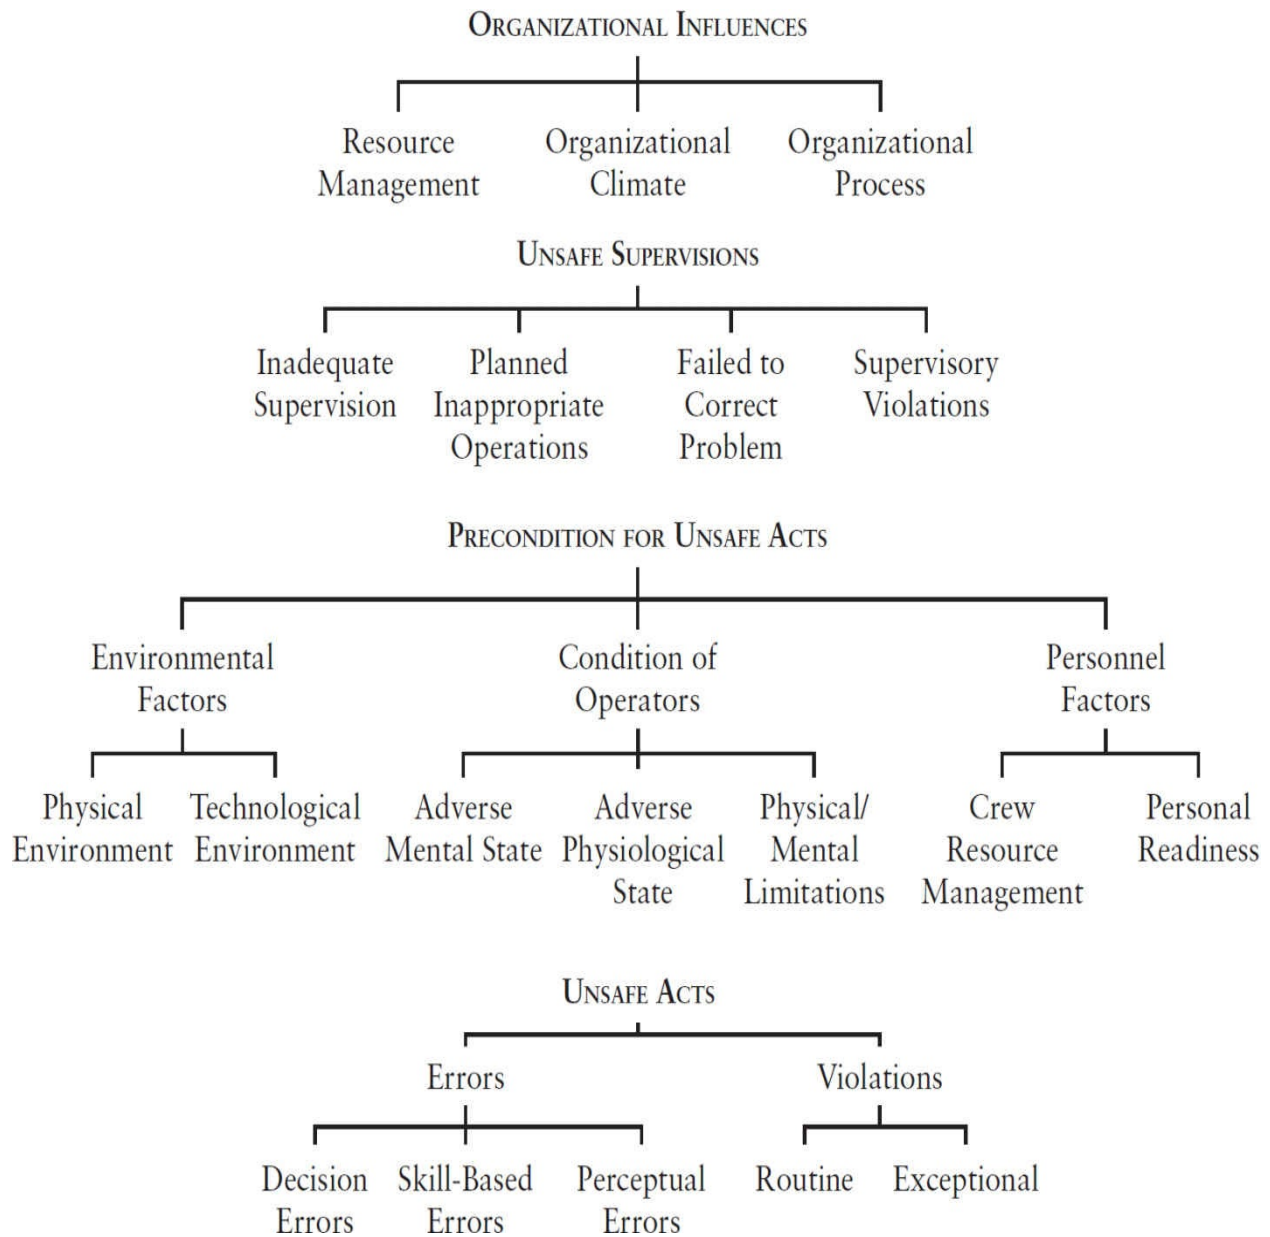 ORGANIZATIONAL INFLUENCES
Resource
Management
Organizational
Climate
Organizational
Process
UNSAFE SUPERVISIONS
Inadequate
Supervision
Planned
Inappropriate
Operations
Failed to
Correct
Problem
Supervisory
Violations
PRECONDITION FOR UNSAFE ACTS
Environmental
Factors
Condition of
Operators
Personnel
Factors
Physical
Environment
Technological
Environment
Adverse
Mental State
Adverse
Physiological
State
Physical/
Mental
Limitations
Crew
Resource
Management
Personal
Readiness
UNSAFE ACTS
Errors
Violations
Decision
Errors
Skill-Based
Errors
Perceptual
Errors
Routine
Exceptional